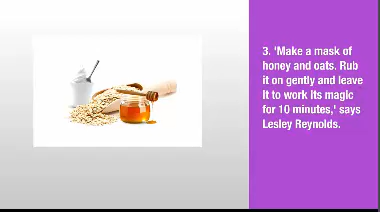 3. 'Make a mask of
honey and oats. Rub
it on gently and leave
it to work its magic
for 10 minutes,' says
Lesley Reynolds.